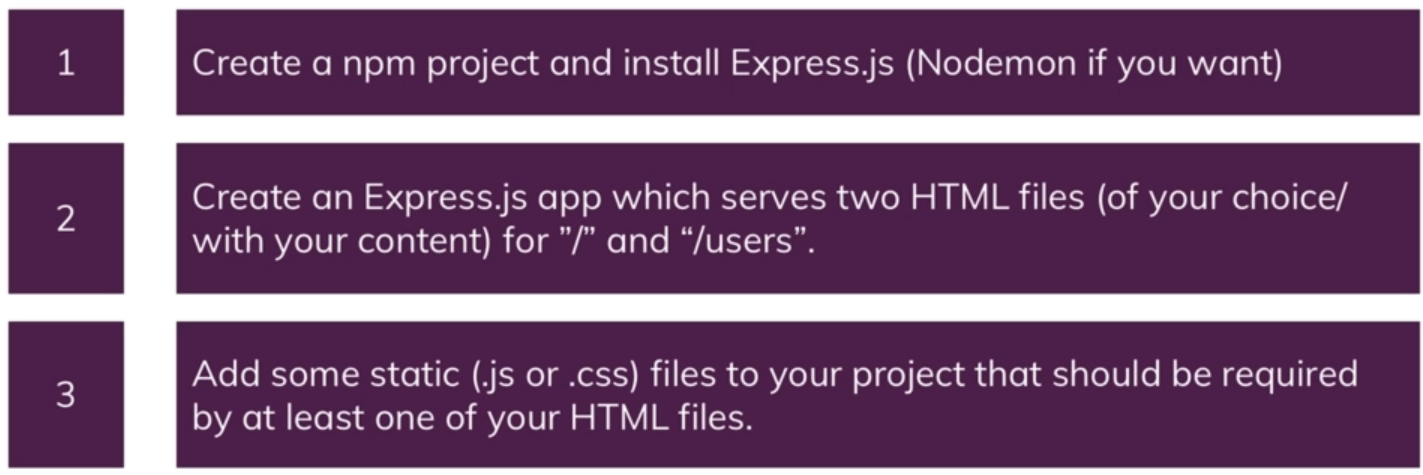 1
Create a npm project and install Express.js (Nodemon if you want)
2
Create an Express.js app which serves two HTML files (of your choice/
with your content) for ”/” and “/users”.
3
Add some static (.js or .css) files to your project that should be required
by at least one of your HTML files.